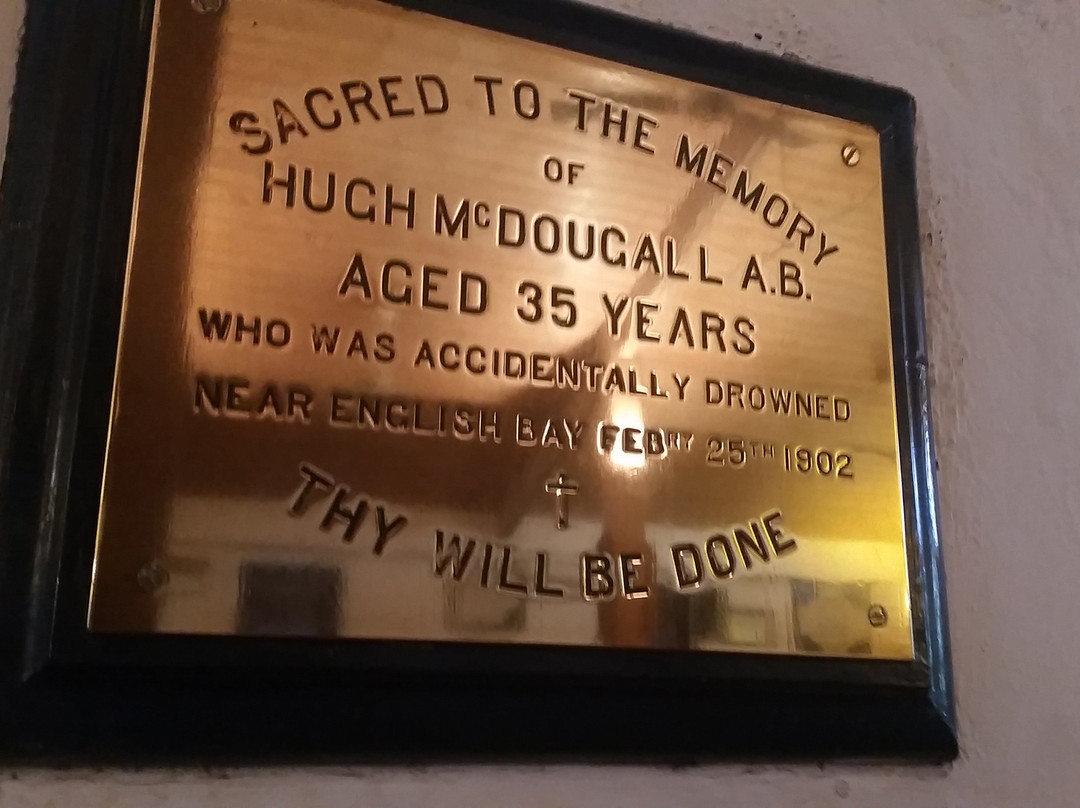 SACRED TO THE MEMORY
OF
HUGH McDOUGALL A.B.
AGED 35 YEARS
WHO WAS ACCIDENTALLY DROWNED
NEAR ENGLISH BAY FEBRY 25TH 1902
THY WILL BE DONE